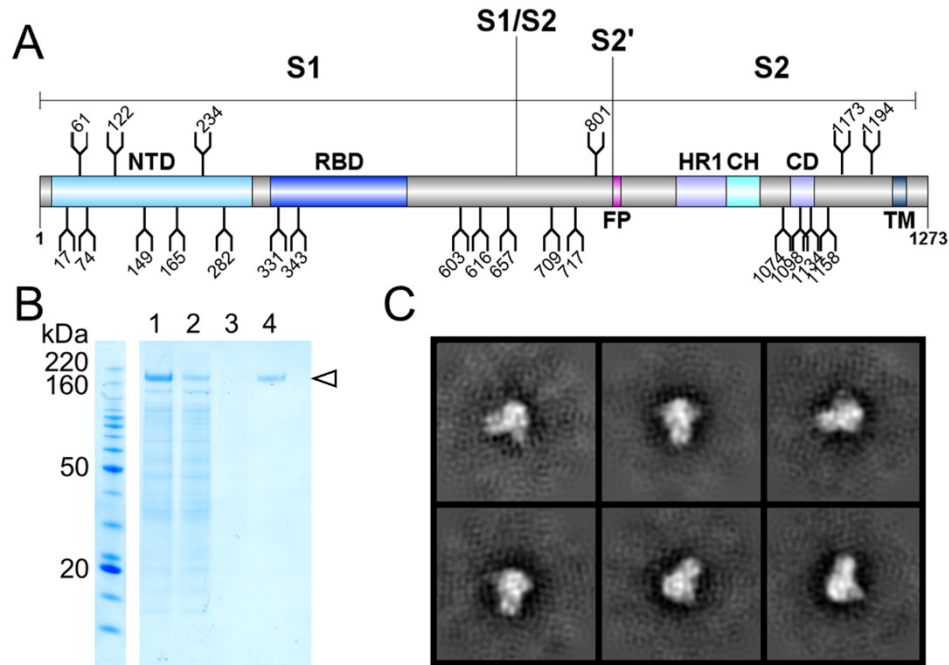 A
S1/S2
S1
S2'
S2
61 122 234 801 1173 1194
NTD RBD HR1 CH CD
FP TM
1 1273
17 74 149 165 282 331 343 603 616 657 709 717 1074 1098 1134 1158
B
kDa 1 2 3 4
220
160
50
20
C